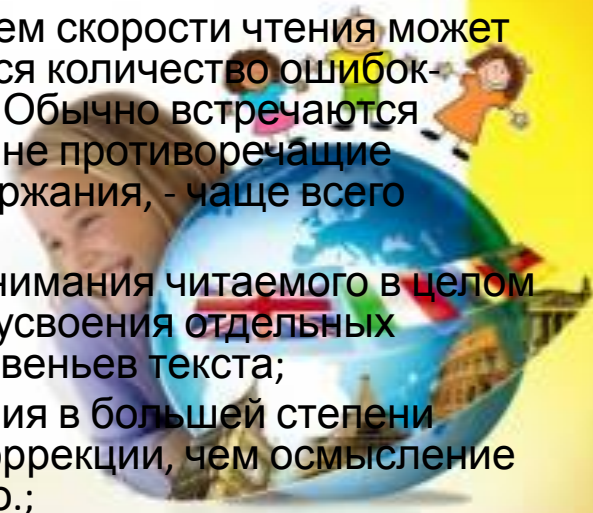 ем скорости чтения может
ся количество ошибок-
Обычно встречаются
не противоречащие
ржания, - чаще всего
нимания читаемого в целом
усвоения отдельных
веньев текста;
ия в большей степени
оррекции, чем осмысление
о.;